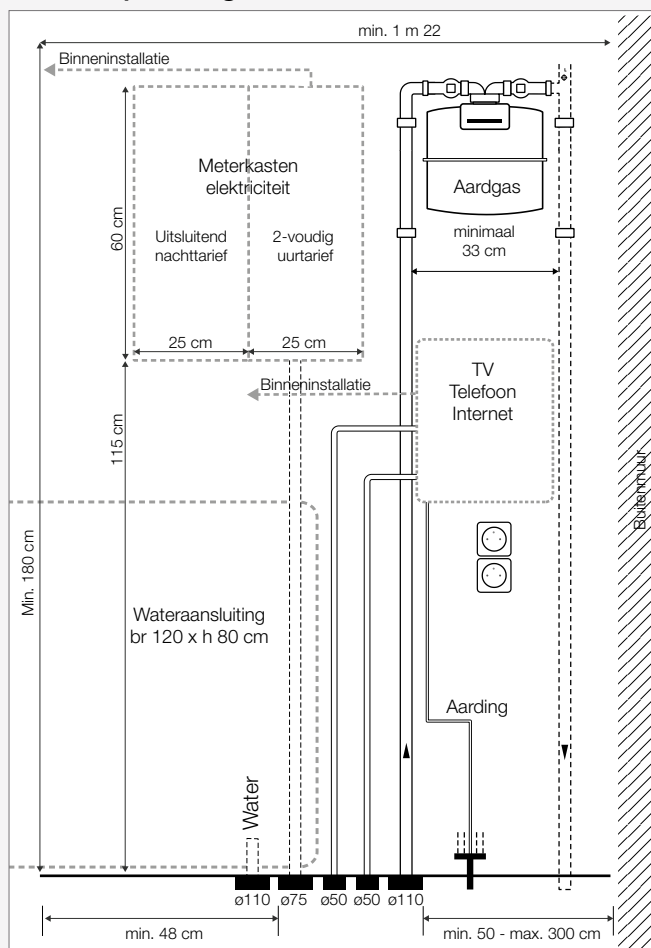 min. 1 m 22
Binneninstallatie
Meterkasten
elektriciteit
Aardgas
60 cm
Uitsluitend
nachttarief
2-voudig
uurtarief
minimaal
33 cm
25 cm
25 cm
TV
Telefoon
Internet
Binneninstallatie
115 cm
Buitenmuur
Min. 180 cm
Wateraansluiting
br 120 x h 80 cm
Aarding
Water
ø110
ø75
ø50
ø50
ø110
min. 48 cm
min. 50 - max. 300 cm